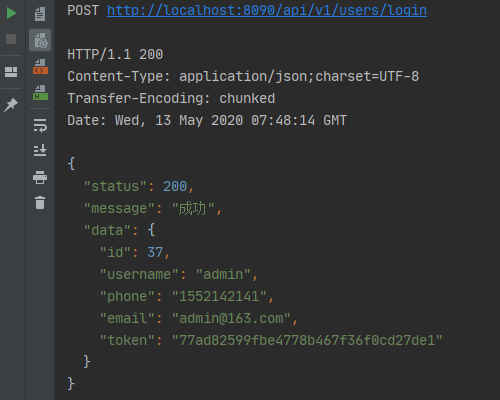 POST http://localhost:8090/api/v1/users/login
HTTP/1.1 200
Content-Type: application/json;charset=UTF-8
Transfer-Encoding: chunked
Date: Wed, 13 May 2020 07:48:14 GMT
{
"status": 200,
"message": "成功",
"data": {
"id": 37,
"username": "admin",
"phone": "1552142141",
"email": "admin@163.com",
"token": "77ad82599fbe4778b467f36f0cd27de1"
}
}